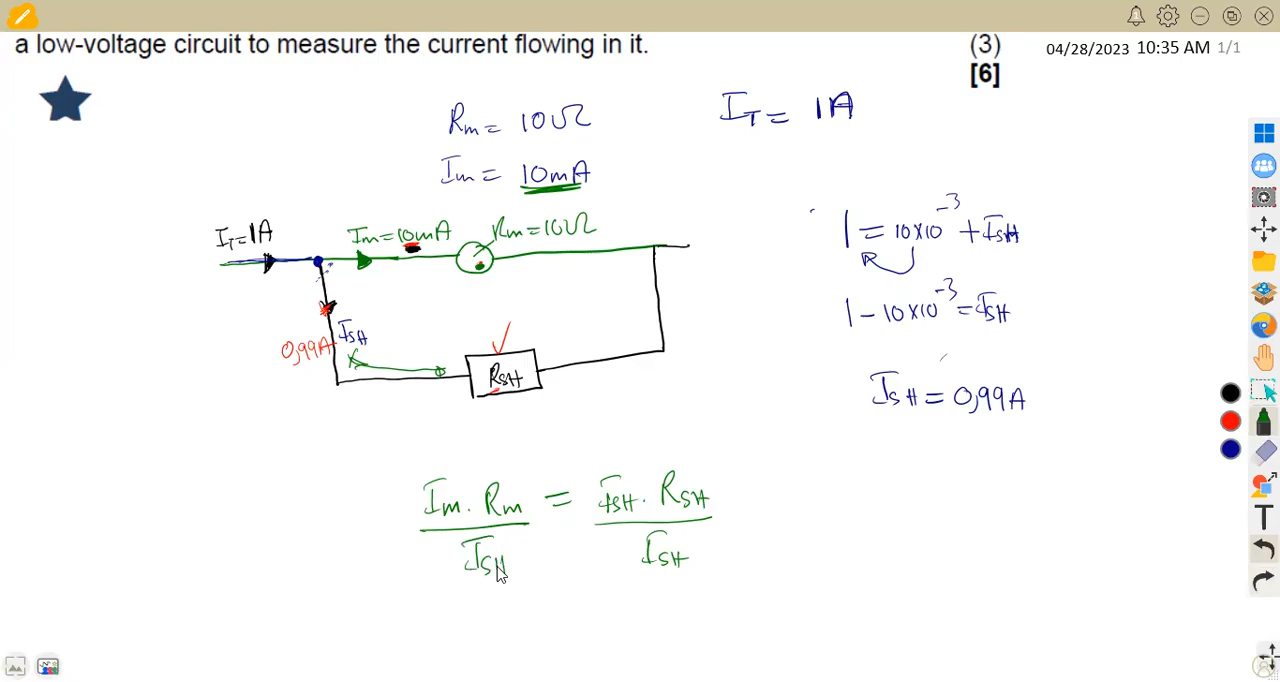 a low-voltage circuit to measure the current flowing in it.
(3)
[6]
04/28/2023 10:35 AM 1/1
Rm = 10Ω
IT = 1A
Im = 10mA
IT = 1A
Im = 10mA
Rm = 10Ω
1 = 10×10⁻³ + ISH
1 − 10×10⁻³ = ISH
ISH
0,99A
RSH
ISH = 0,99A
Im. Rm = ISH. RSH
ISH ISH
T